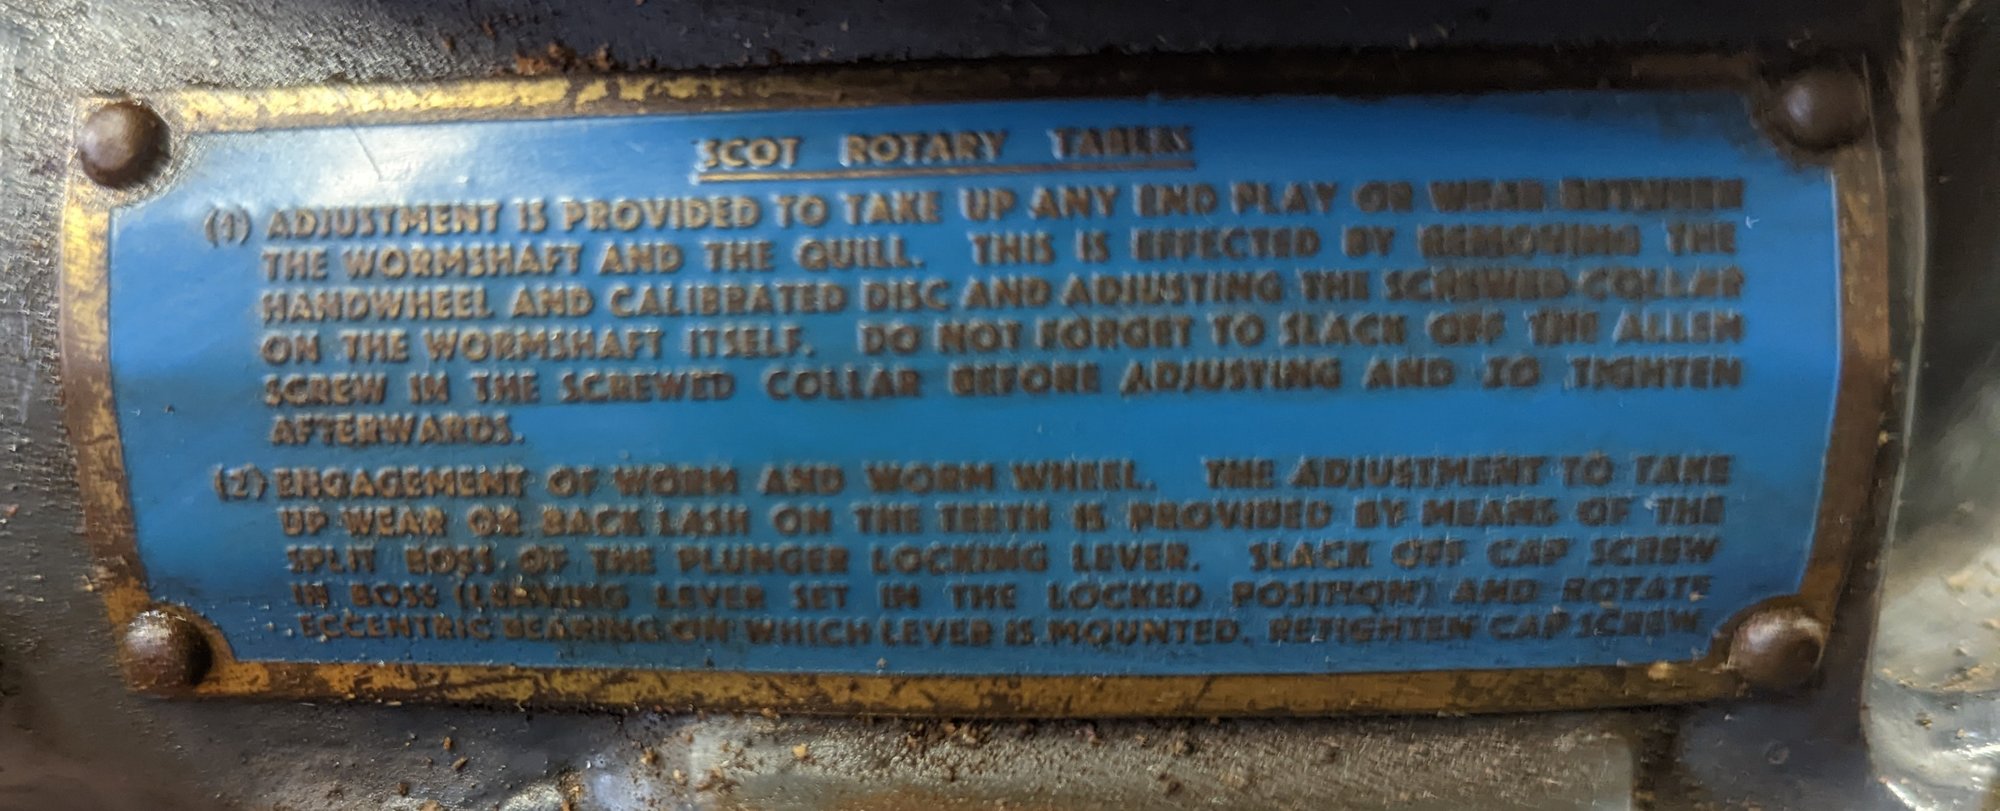 SCOT ROTARY TABLES
(1) ADJUSTMENT IS PROVIDED TO TAKE UP ANY END PLAY OR WEAR BETWEEN
THE WORMSHAFT AND THE QUILL. THIS IS EFFECTED BY REMOVING THE
HANDWHEEL AND CALIBRATED DISC AND ADJUSTING THE SCREWED COLLAR
ON THE WORMSHAFT ITSELF. DO NOT FORGET TO SLACK OFF THE ALLEN
SCREW IN THE SCREWED COLLAR BEFORE ADJUSTING AND TO TIGHTEN
AFTERWARDS.
(2) ENGAGEMENT OF WORM AND WORM WHEEL. THE ADJUSTMENT TO TAKE
UP WEAR OR BACK LASH ON THE TEETH IS PROVIDED BY MEANS OF THE
SPLIT BOSS OF THE PLUNGER LOCKING LEVER. SLACK OFF CAP SCREW
IN BOSS (LEAVING LEVER SET IN THE LOCKED POSITION) AND ROTATE
ECCENTRIC BEARING ON WHICH LEVER IS MOUNTED. RETIGHTEN CAP SCREW